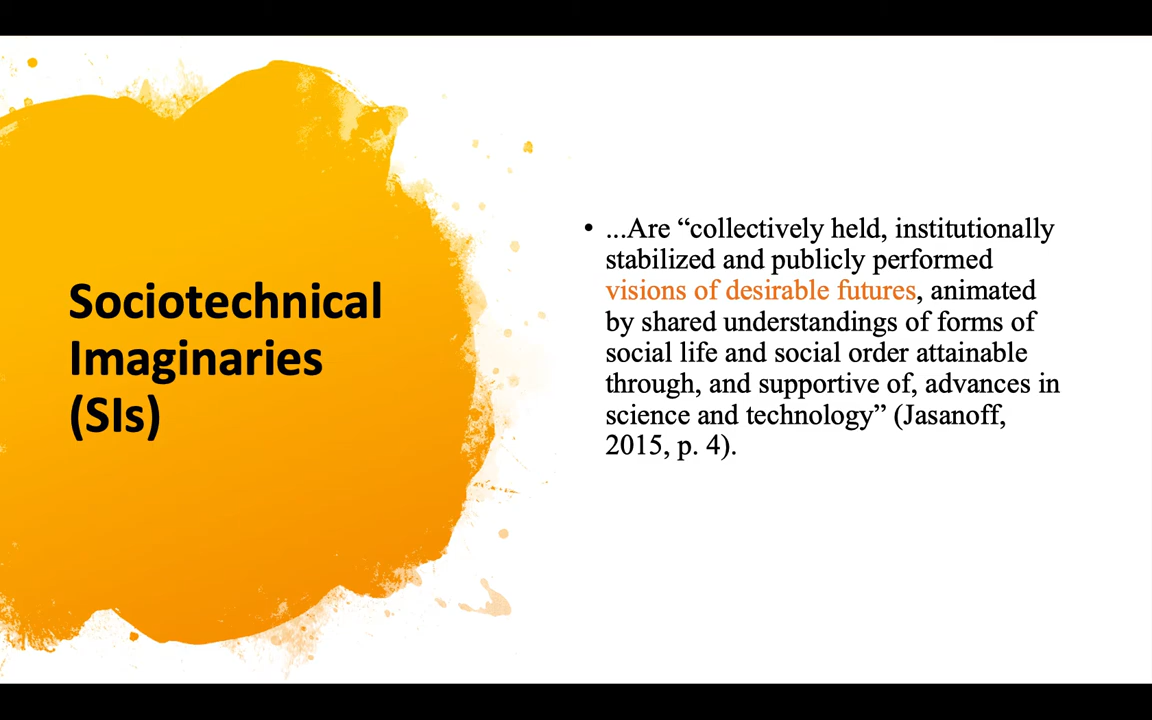 Sociotechnical
Imaginaries
(SIs)
• ...Are “collectively held, institutionally
stabilized and publicly performed
visions of desirable futures, animated
by shared understandings of forms of
social life and social order attainable
through, and supportive of, advances in
science and technology” (Jasanoff,
2015, p. 4).